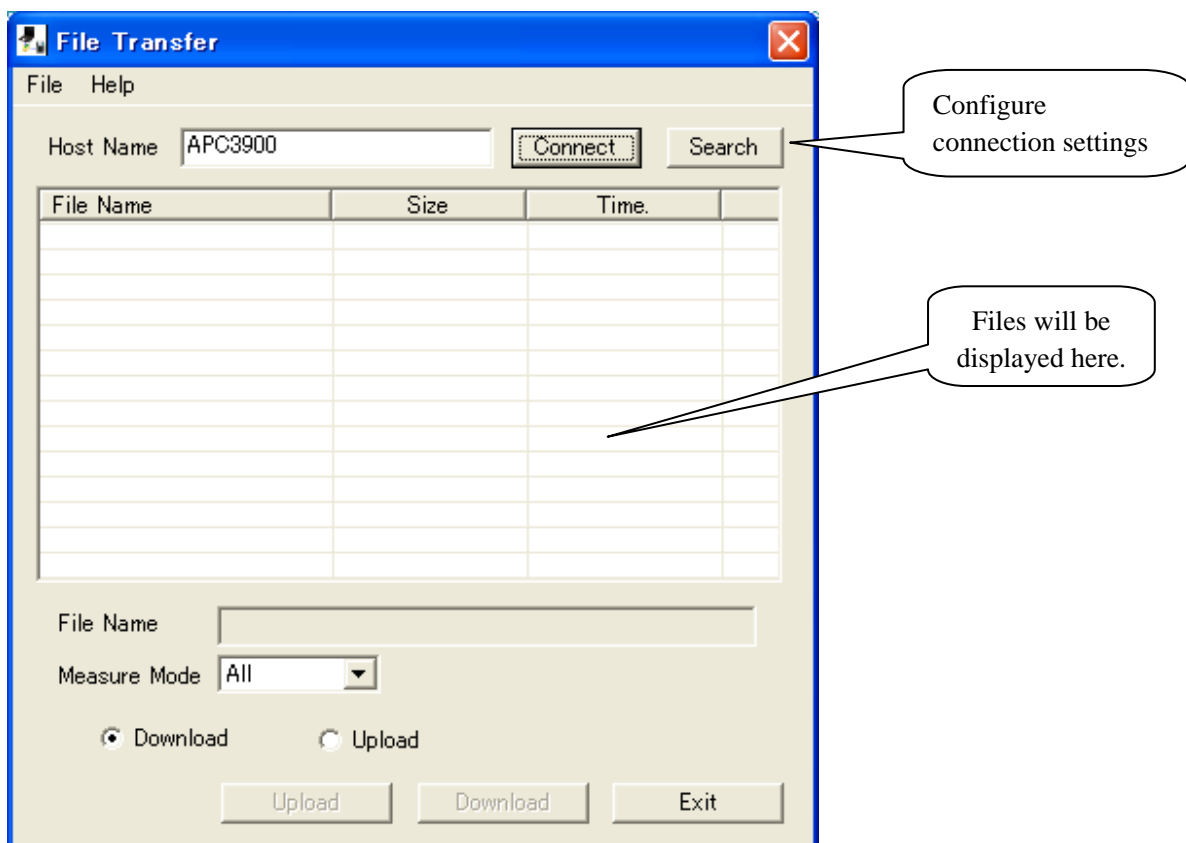 File Transfer
File Help
Host Name APC3900 Connect Search
Configure
connection settings
File Name Size Time.
Files will be
displayed here.
File Name
Measure Mode All
Download Upload
Upload Download Exit